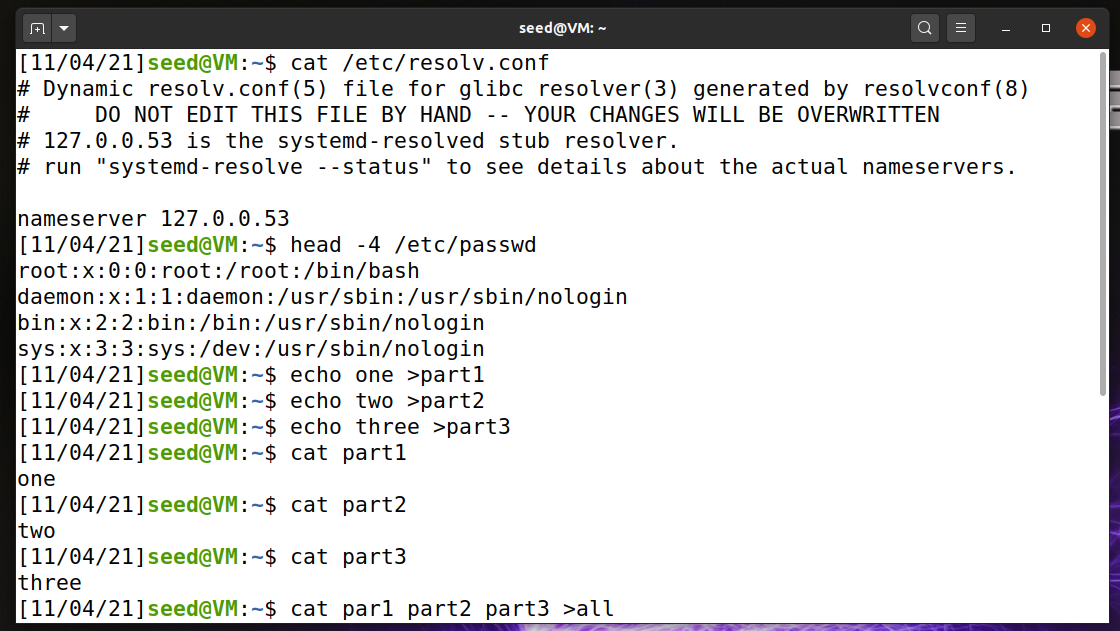 seed@VM: ~
[11/04/21]seed@VM:~$ cat /etc/resolv.conf
# Dynamic resolv.conf(5) file for glibc resolver(3) generated by resolvconf(8)
#     DO NOT EDIT THIS FILE BY HAND -- YOUR CHANGES WILL BE OVERWRITTEN
# 127.0.0.53 is the systemd-resolved stub resolver.
# run "systemd-resolve --status" to see details about the actual nameservers.

nameserver 127.0.0.53
[11/04/21]seed@VM:~$ head -4 /etc/passwd
root:x:0:0:root:/root:/bin/bash
daemon:x:1:1:daemon:/usr/sbin:/usr/sbin/nologin
bin:x:2:2:bin:/bin:/usr/sbin/nologin
sys:x:3:3:sys:/dev:/usr/sbin/nologin
[11/04/21]seed@VM:~$ echo one >part1
[11/04/21]seed@VM:~$ echo two >part2
[11/04/21]seed@VM:~$ echo three >part3
[11/04/21]seed@VM:~$ cat part1
one
[11/04/21]seed@VM:~$ cat part2
two
[11/04/21]seed@VM:~$ cat part3
three
[11/04/21]seed@VM:~$ cat par1 part2 part3 >all